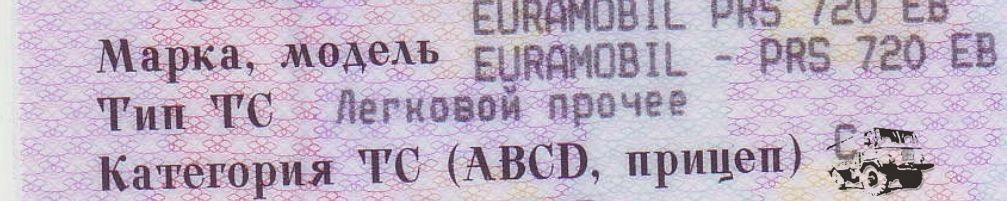 EURAMOBIL PRS 720 EB
Марка, модель EURAMOBIL - PRS 720 EB
Тип ТС Легковой прочее
Категория ТС (ABCD, прицеп) C